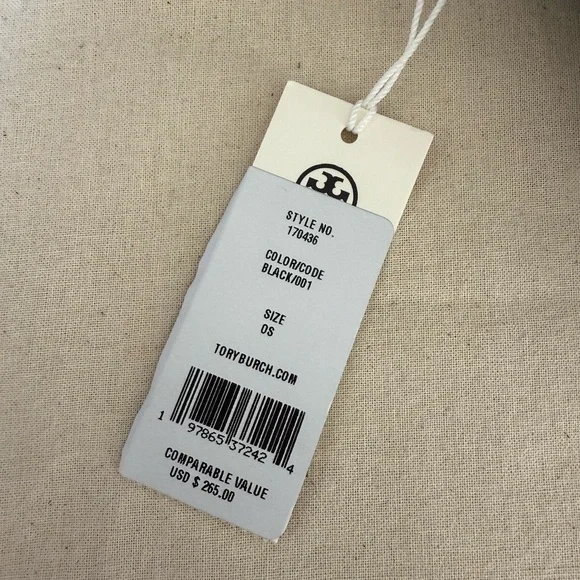 STYLE NO.
170436
COLOR/CODE
BLACK/001
SIZE
OS
TORYBURCH.COM
1 97865 37242 4
COMPARABLE VALUE
USD $ 265.00